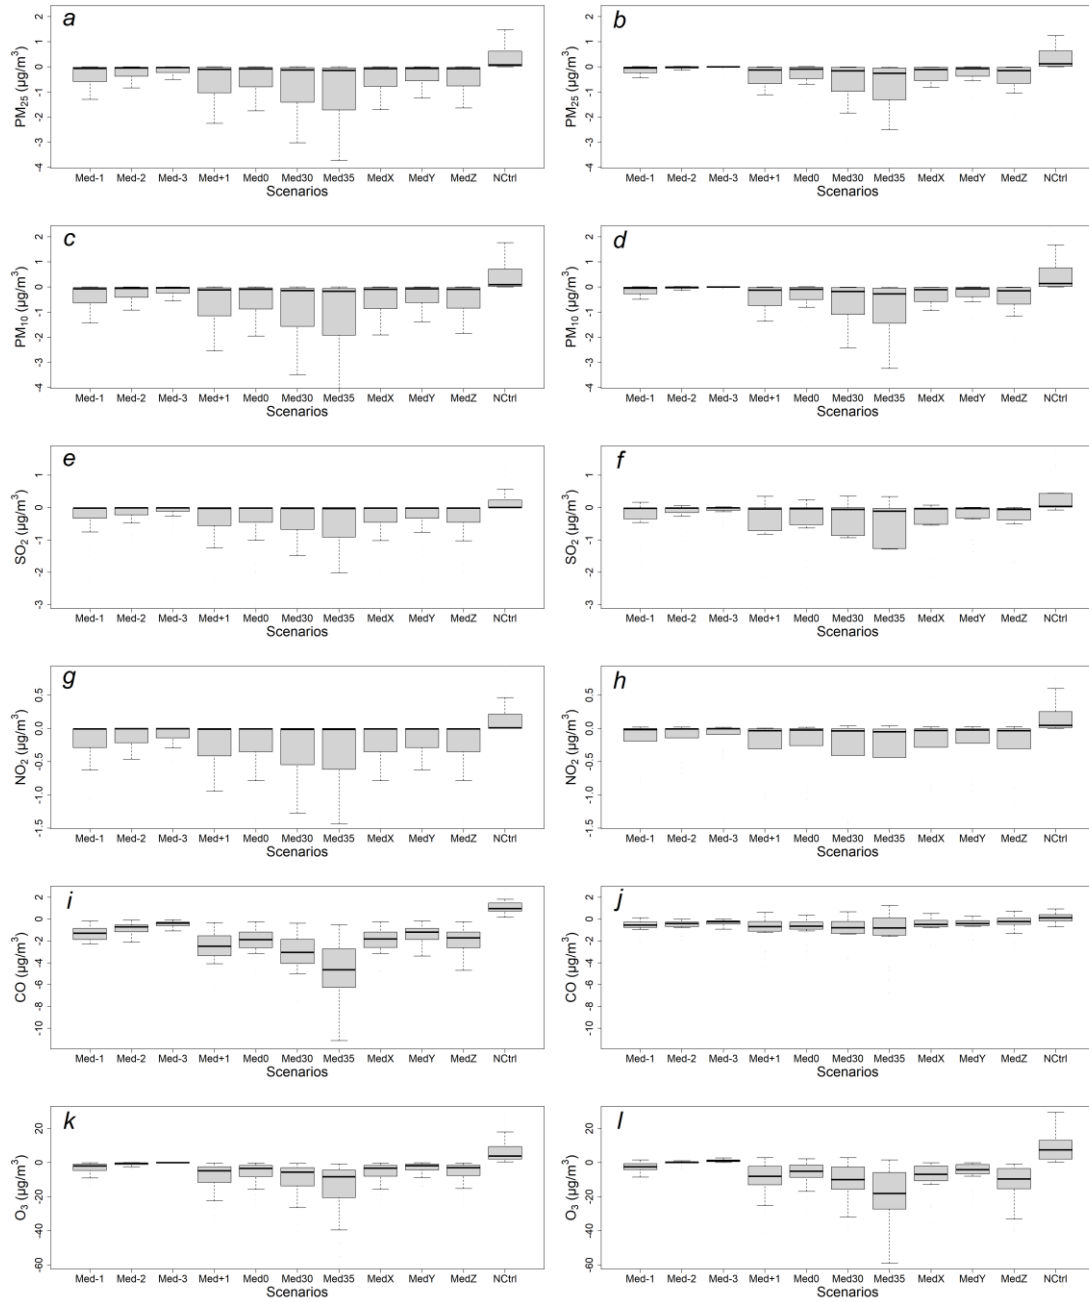 a
PM25 (μg/m3)
2
1
0
-1
-2
-3
-4
Med-1 Med-2 Med-3 Med+1 Med0 Med30 Med35 MedX MedY MedZ NCtrl
Scenarios
b
PM25 (μg/m3)
2
1
0
-1
-2
-3
-4
Med-1 Med-2 Med-3 Med+1 Med0 Med30 Med35 MedX MedY MedZ NCtrl
Scenarios
c
PM10 (μg/m3)
2
1
0
-1
-2
-3
-4
Med-1 Med-2 Med-3 Med+1 Med0 Med30 Med35 MedX MedY MedZ NCtrl
Scenarios
d
PM10 (μg/m3)
2
1
0
-1
-2
-3
-4
Med-1 Med-2 Med-3 Med+1 Med0 Med30 Med35 MedX MedY MedZ NCtrl
Scenarios
e
SO2 (μg/m3)
1
0
-1
-2
-3
Med-1 Med-2 Med-3 Med+1 Med0 Med30 Med35 MedX MedY MedZ NCtrl
Scenarios
f
SO2 (μg/m3)
1
0
-1
-2
-3
Med-1 Med-2 Med-3 Med+1 Med0 Med30 Med35 MedX MedY MedZ NCtrl
Scenarios
g
NO2 (μg/m3)
0.5
0.0
-0.5
-1.0
-1.5
Med-1 Med-2 Med-3 Med+1 Med0 Med30 Med35 MedX MedY MedZ NCtrl
Scenarios
h
NO2 (μg/m3)
0.5
0.0
-0.5
-1.0
-1.5
Med-1 Med-2 Med-3 Med+1 Med0 Med30 Med35 MedX MedY MedZ NCtrl
Scenarios
i
CO (μg/m3)
2
0
-2
-4
-6
-8
-10
Med-1 Med-2 Med-3 Med+1 Med0 Med30 Med35 MedX MedY MedZ NCtrl
Scenarios
j
CO (μg/m3)
2
0
-2
-4
-6
-8
-10
Med-1 Med-2 Med-3 Med+1 Med0 Med30 Med35 MedX MedY MedZ NCtrl
Scenarios
k
O3 (μg/m3)
20
0
-20
-40
-60
Med-1 Med-2 Med-3 Med+1 Med0 Med30 Med35 MedX MedY MedZ NCtrl
Scenarios
l
O3 (μg/m3)
20
0
-20
-40
-60
Med-1 Med-2 Med-3 Med+1 Med0 Med30 Med35 MedX MedY MedZ NCtrl
Scenarios